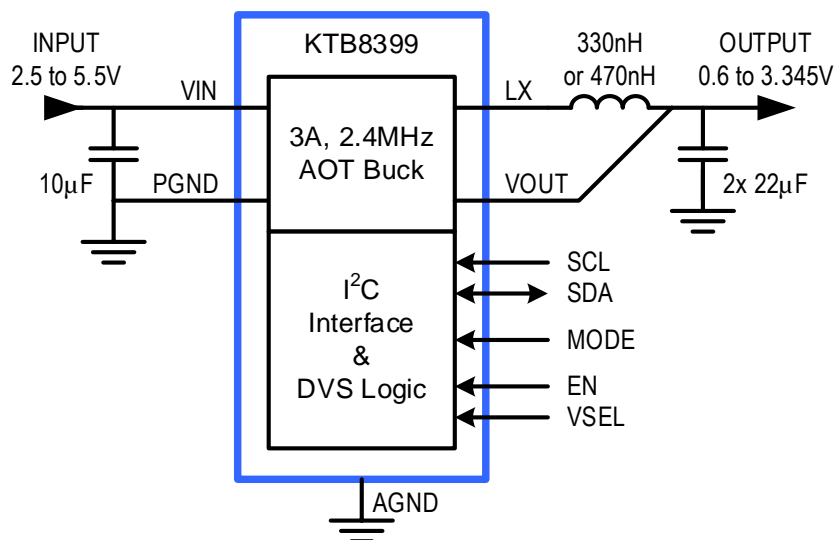 INPUT
2.5 to 5.5V
KTB8399
330nH
or 470nH
OUTPUT
0.6 to 3.345V
VIN
LX
3A, 2.4MHz
AOT Buck
10μF
PGND
VOUT
2x 22μF
I²C
Interface
&
DVS Logic
SCL
SDA
MODE
EN
VSEL
AGND